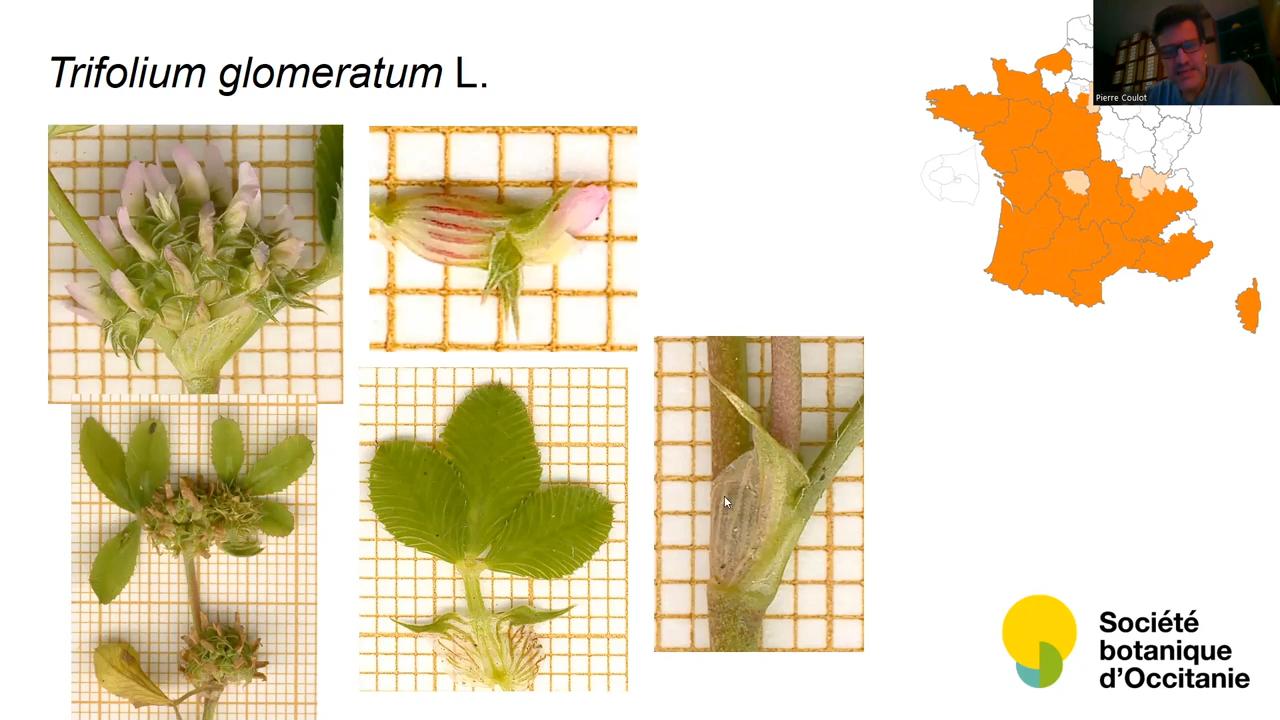 Trifolium glomeratum L.
Pierre Coulot
Société
botanique
d'Occitanie